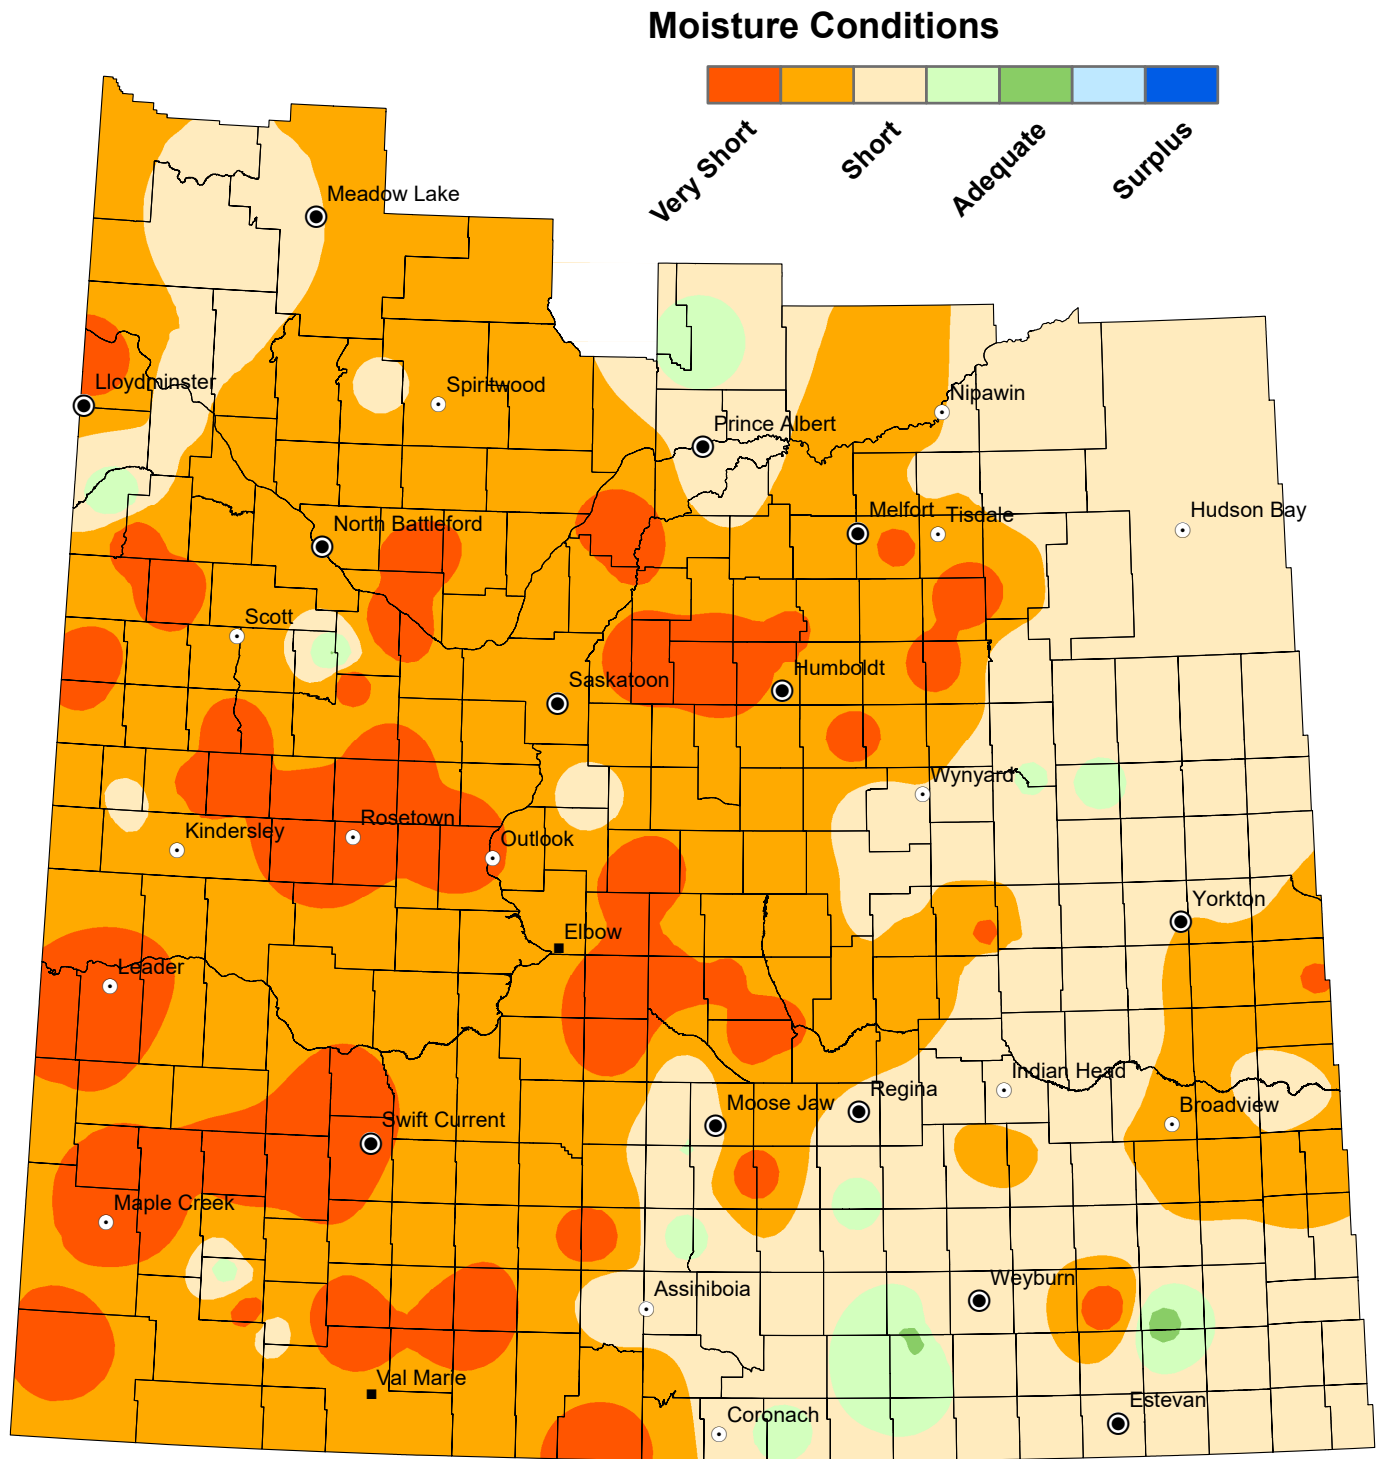 Moisture Conditions
Very Short
Short
Adequate
Surplus
Meadow Lake
Lloydminster
Spiritwood
Nipawin
Prince Albert
Hudson Bay
North Battleford
Melfort
Tisdale
Scott
Saskatoon
Humboldt
Wynyard
Kindersley
Rosetown
Outlook
Yorkton
Elbow
Leader
Indian Head
Regina
Moose Jaw
Broadview
Swift Current
Maple Creek
Weyburn
Assiniboia
Val Marie
Estevan
Coronach